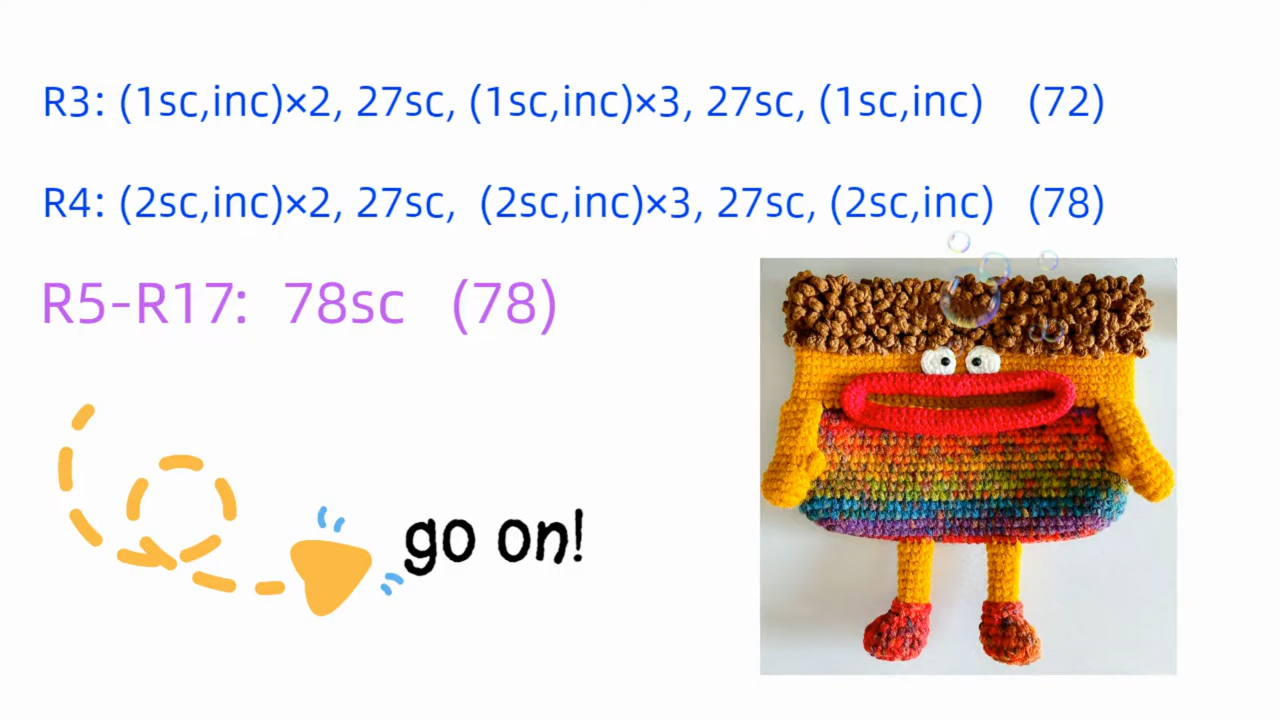 R3: (1sc,inc)×2, 27sc, (1sc,inc)×3, 27sc, (1sc,inc) (72)
R4: (2sc,inc)×2, 27sc, (2sc,inc)×3, 27sc, (2sc,inc) (78)
R5-R17: 78sc (78)
go on!